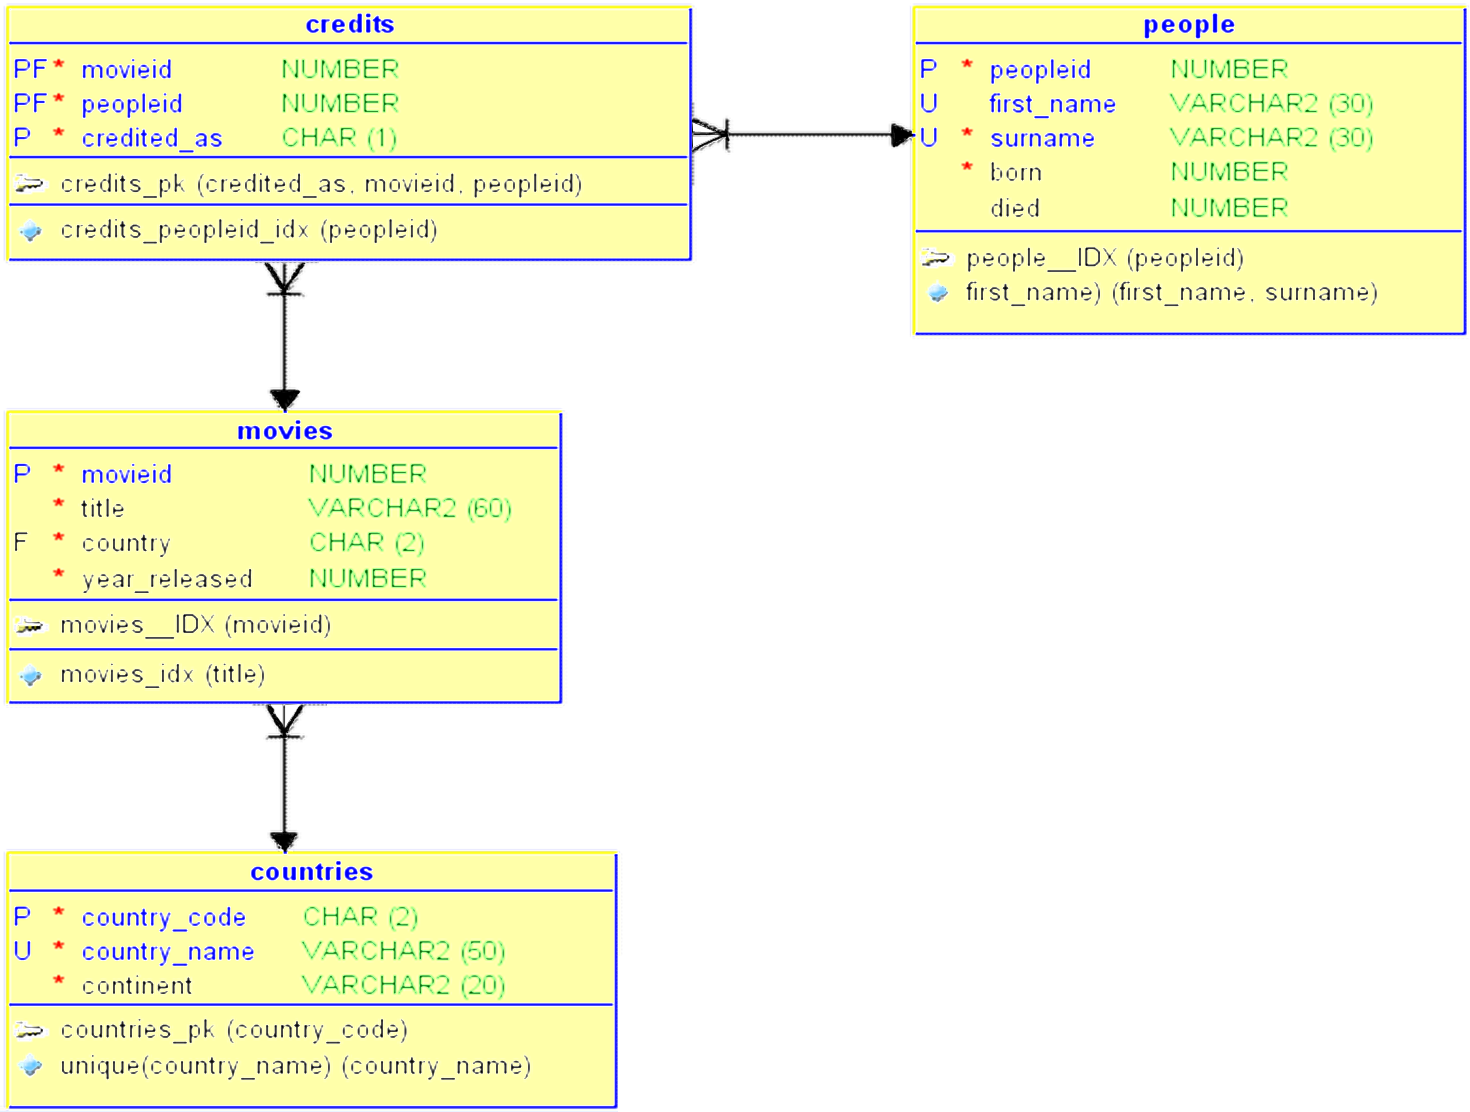 credits
PF * movieid NUMBER
PF * peopleid NUMBER
P * credited_as CHAR (1)
credits_pk (credited_as, movieid, peopleid)
credits_peopleid_idx (peopleid)
people
P * peopleid NUMBER
U first_name VARCHAR2 (30)
U * surname VARCHAR2 (30)
* born NUMBER
died NUMBER
people__IDX (peopleid)
first_name) (first_name, surname)
movies
P * movieid NUMBER
* title VARCHAR2 (60)
F * country CHAR (2)
* year_released NUMBER
movies__IDX (movieid)
movies_idx (title)
countries
P * country_code CHAR (2)
U * country_name VARCHAR2 (50)
* continent VARCHAR2 (20)
countries_pk (country_code)
unique(country_name) (country_name)